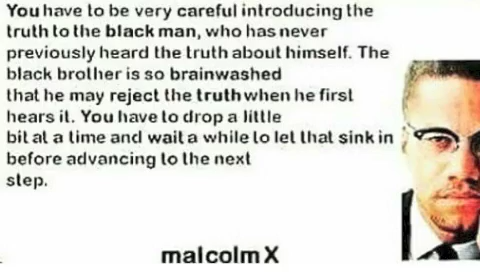 You have to be very careful introducing the
truth to the black man, who has never
previously heard the truth about himself. The
black brother is so brainwashed
that he may reject the truth when he first
hears it. You have to drop a little
bit at a time and wait a while to let that sink in
before advancing to the next
step.
malcolm X